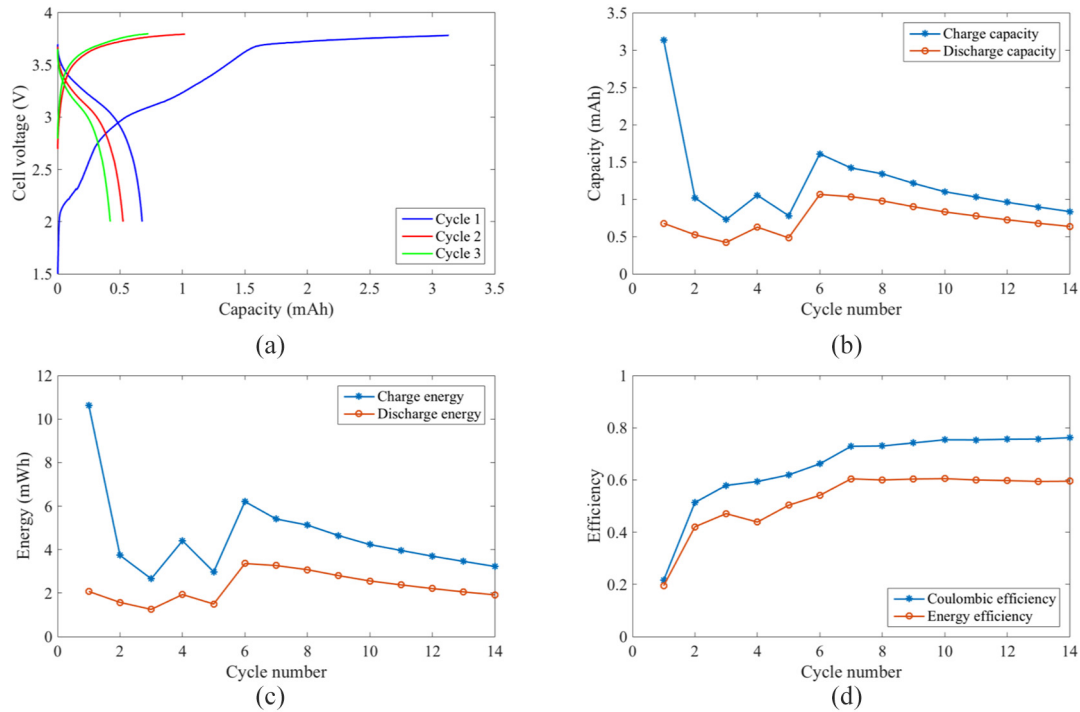 4
3.5
3
2.5
2
1.5
Cell voltage (V)
Cycle 1
Cycle 2
Cycle 3
0 0.5 1 1.5 2 2.5 3 3.5
Capacity (mAh)
(a)
3.5
3
2.5
2
1.5
1
0.5
0
Capacity (mAh)
Charge capacity
Discharge capacity
0 2 4 6 8 10 12 14
Cycle number
(b)
12
10
8
6
4
2
0
Energy (mWh)
Charge energy
Discharge energy
0 2 4 6 8 10 12 14
Cycle number
(c)
1
0.8
0.6
0.4
0.2
0
Efficiency
Coulombic efficiency
Energy efficiency
0 2 4 6 8 10 12 14
Cycle number
(d)